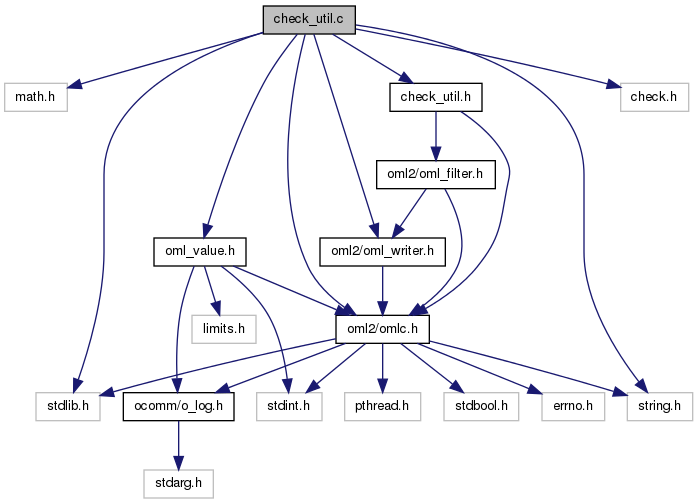 check_util.c
math.h
check_util.h
check.h
oml2/oml_filter.h
oml_value.h
oml2/oml_writer.h
limits.h
oml2/omlc.h
stdlib.h
ocomm/o_log.h
stdint.h
pthread.h
stdbool.h
errno.h
string.h
stdarg.h